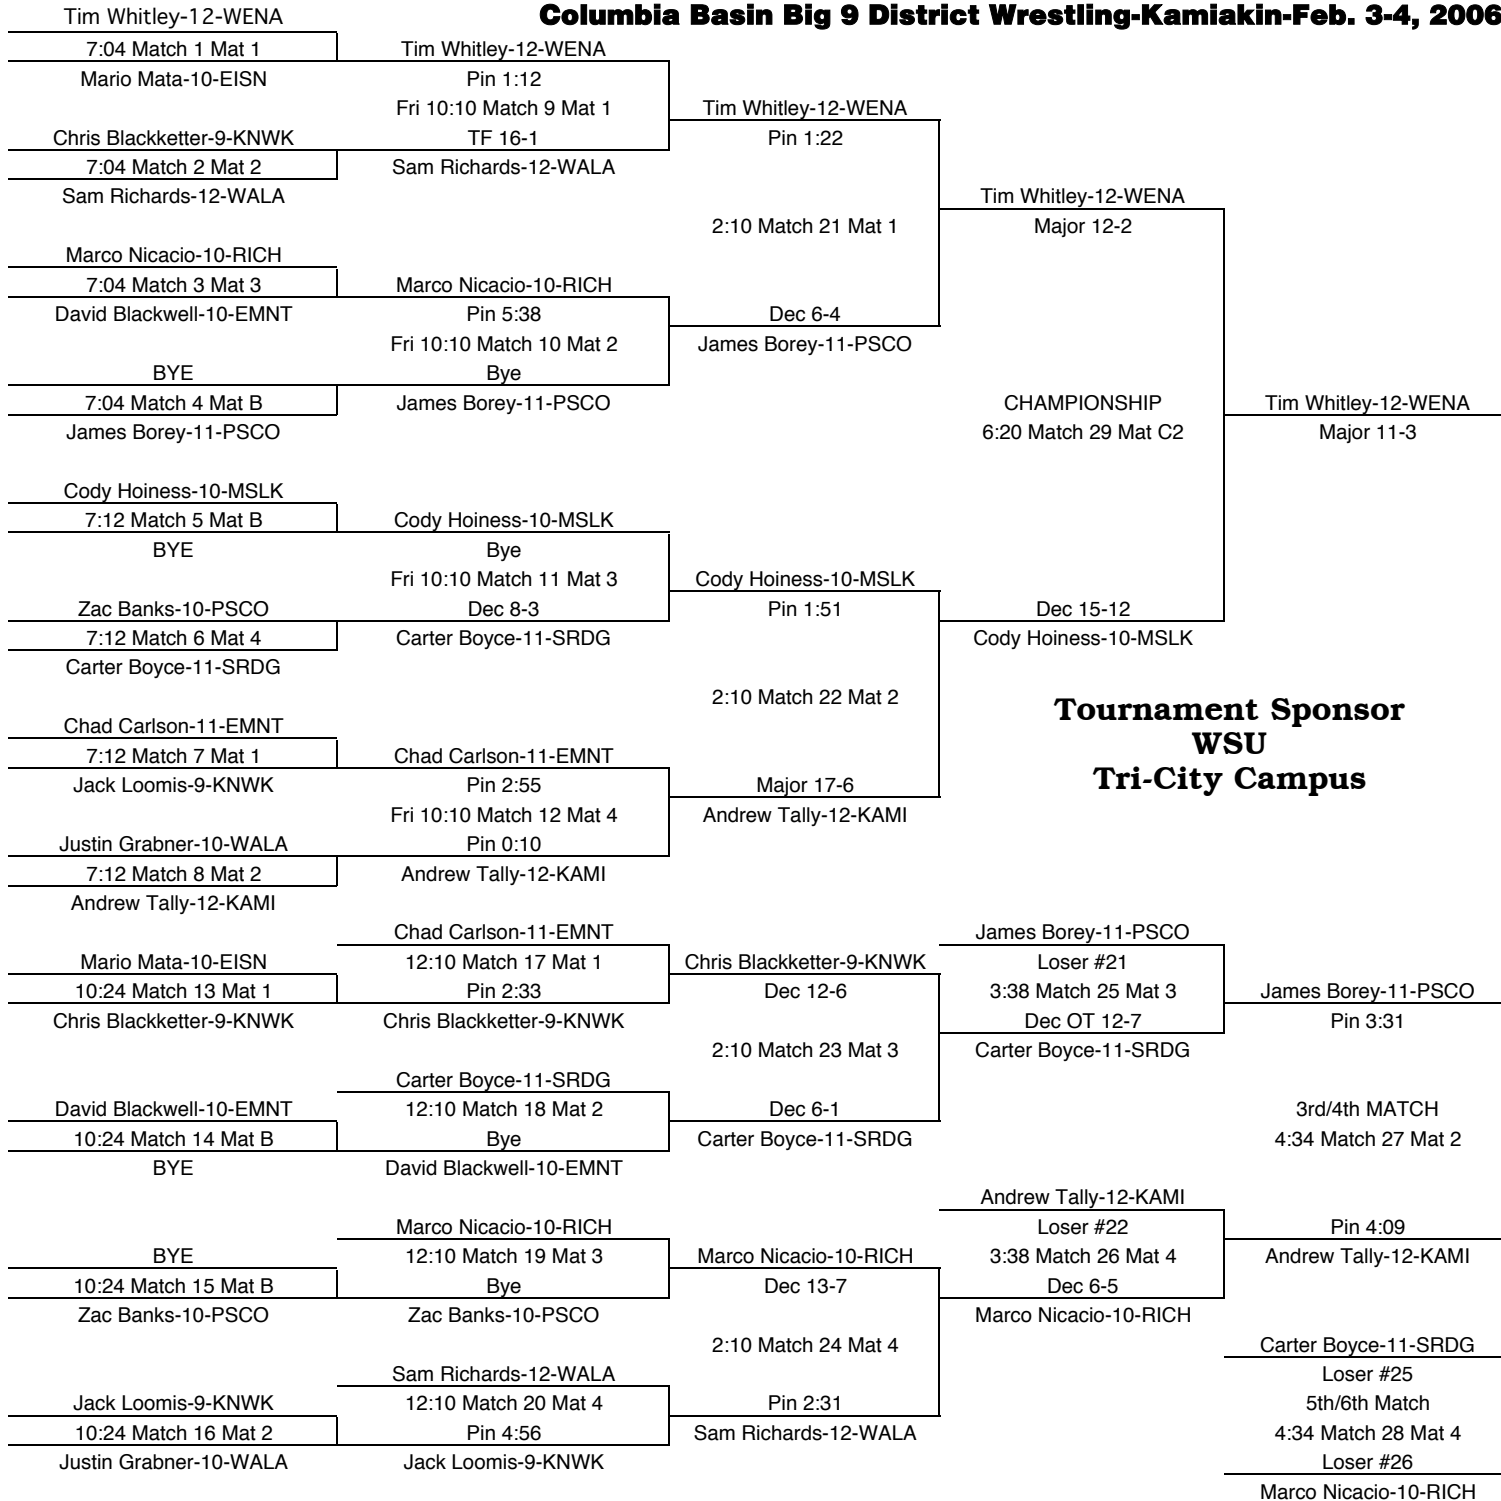 Columbia Basin Big 9 District Wrestling-Kamiakin-Feb. 3-4, 2006
Tim Whitley-12-WENA
7:04 Match 1 Mat 1
Mario Mata-10-EISN
Chris Blackketter-9-KNWK
7:04 Match 2 Mat 2
Sam Richards-12-WALA
Marco Nicacio-10-RICH
7:04 Match 3 Mat 3
David Blackwell-10-EMNT
BYE
7:04 Match 4 Mat B
James Borey-11-PSCO
Cody Hoiness-10-MSLK
7:12 Match 5 Mat B
BYE
Zac Banks-10-PSCO
7:12 Match 6 Mat 4
Carter Boyce-11-SRDG
Chad Carlson-11-EMNT
7:12 Match 7 Mat 1
Jack Loomis-9-KNWK
Justin Grabner-10-WALA
7:12 Match 8 Mat 2
Andrew Tally-12-KAMI
Tim Whitley-12-WENA
Pin 1:12
Fri 10:10 Match 9 Mat 1
TF 16-1
Sam Richards-12-WALA
Marco Nicacio-10-RICH
Pin 5:38
Fri 10:10 Match 10 Mat 2
Bye
James Borey-11-PSCO
Cody Hoiness-10-MSLK
Bye
Fri 10:10 Match 11 Mat 3
Dec 8-3
Carter Boyce-11-SRDG
Chad Carlson-11-EMNT
Pin 2:55
Fri 10:10 Match 12 Mat 4
Pin 0:10
Andrew Tally-12-KAMI
Tim Whitley-12-WENA
Pin 1:22
2:10 Match 21 Mat 1
Dec 6-4
James Borey-11-PSCO
Cody Hoiness-10-MSLK
Pin 1:51
2:10 Match 22 Mat 2
Major 17-6
Andrew Tally-12-KAMI
Tim Whitley-12-WENA
Major 12-2
CHAMPIONSHIP
6:20 Match 29 Mat C2
Dec 15-12
Cody Hoiness-10-MSLK
Tim Whitley-12-WENA
Major 11-3
Tournament Sponsor
WSU
Tri-City Campus
Mario Mata-10-EISN
10:24 Match 13 Mat 1
Chris Blackketter-9-KNWK
David Blackwell-10-EMNT
10:24 Match 14 Mat B
BYE
BYE
10:24 Match 15 Mat B
Zac Banks-10-PSCO
Jack Loomis-9-KNWK
10:24 Match 16 Mat 2
Justin Grabner-10-WALA
Chad Carlson-11-EMNT
12:10 Match 17 Mat 1
Pin 2:33
Chris Blackketter-9-KNWK
Carter Boyce-11-SRDG
12:10 Match 18 Mat 2
Bye
David Blackwell-10-EMNT
Marco Nicacio-10-RICH
12:10 Match 19 Mat 3
Bye
Zac Banks-10-PSCO
Sam Richards-12-WALA
12:10 Match 20 Mat 4
Pin 4:56
Jack Loomis-9-KNWK
Chris Blackketter-9-KNWK
Dec 12-6
2:10 Match 23 Mat 3
Dec 6-1
Carter Boyce-11-SRDG
Marco Nicacio-10-RICH
Dec 13-7
2:10 Match 24 Mat 4
Pin 2:31
Sam Richards-12-WALA
James Borey-11-PSCO
Loser #21
3:38 Match 25 Mat 3
Dec OT 12-7
Carter Boyce-11-SRDG
Andrew Tally-12-KAMI
Loser #22
3:38 Match 26 Mat 4
Dec 6-5
Marco Nicacio-10-RICH
James Borey-11-PSCO
Pin 3:31
3rd/4th MATCH
4:34 Match 27 Mat 2
Pin 4:09
Andrew Tally-12-KAMI
Carter Boyce-11-SRDG
Loser #25
5th/6th Match
4:34 Match 28 Mat 4
Loser #26
Marco Nicacio-10-RICH